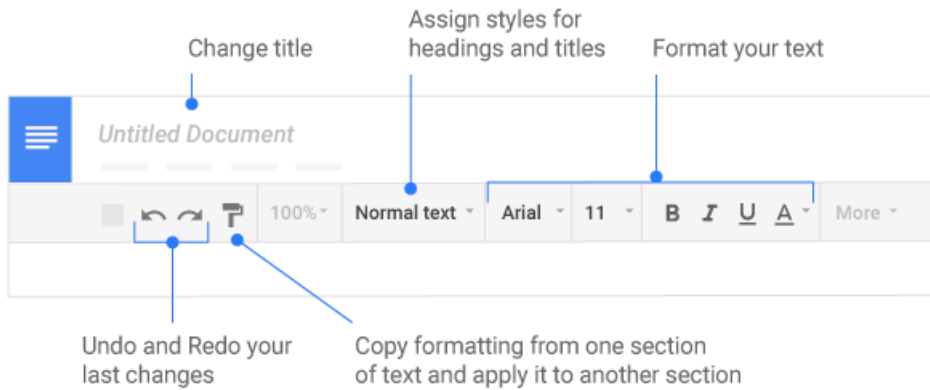 Assign styles for
headings and titles
Change title
Format your text
Untitled Document
100% Normal text Arial 11 B I U A More
Undo and Redo your
last changes
Copy formatting from one section
of text and apply it to another section